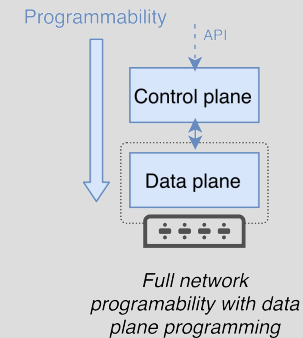 Programmability
API
Control plane
Data plane
Full network
programability with data
plane programming